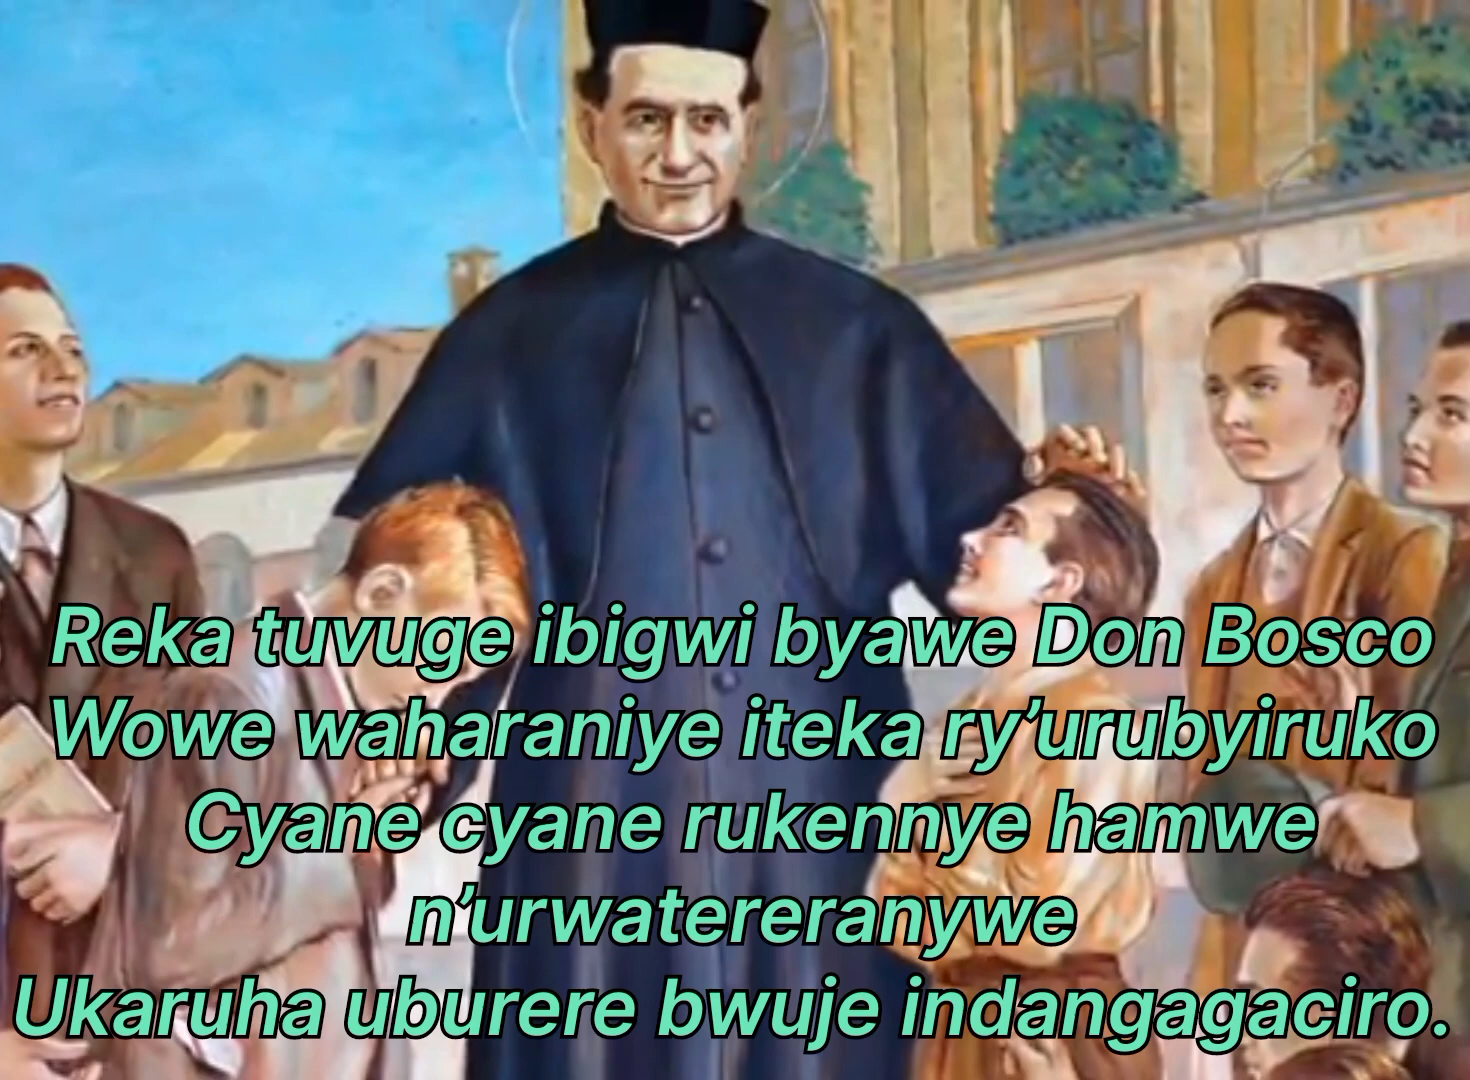 Reka tuvuge ibigwi byawe Don Bosco
Wowe waharaniye iteka ry’urubyiruko
Cyane cyane rukennye hamwe
n’urwatereranywe
Ukaruha uburere bwuje indangagaciro.